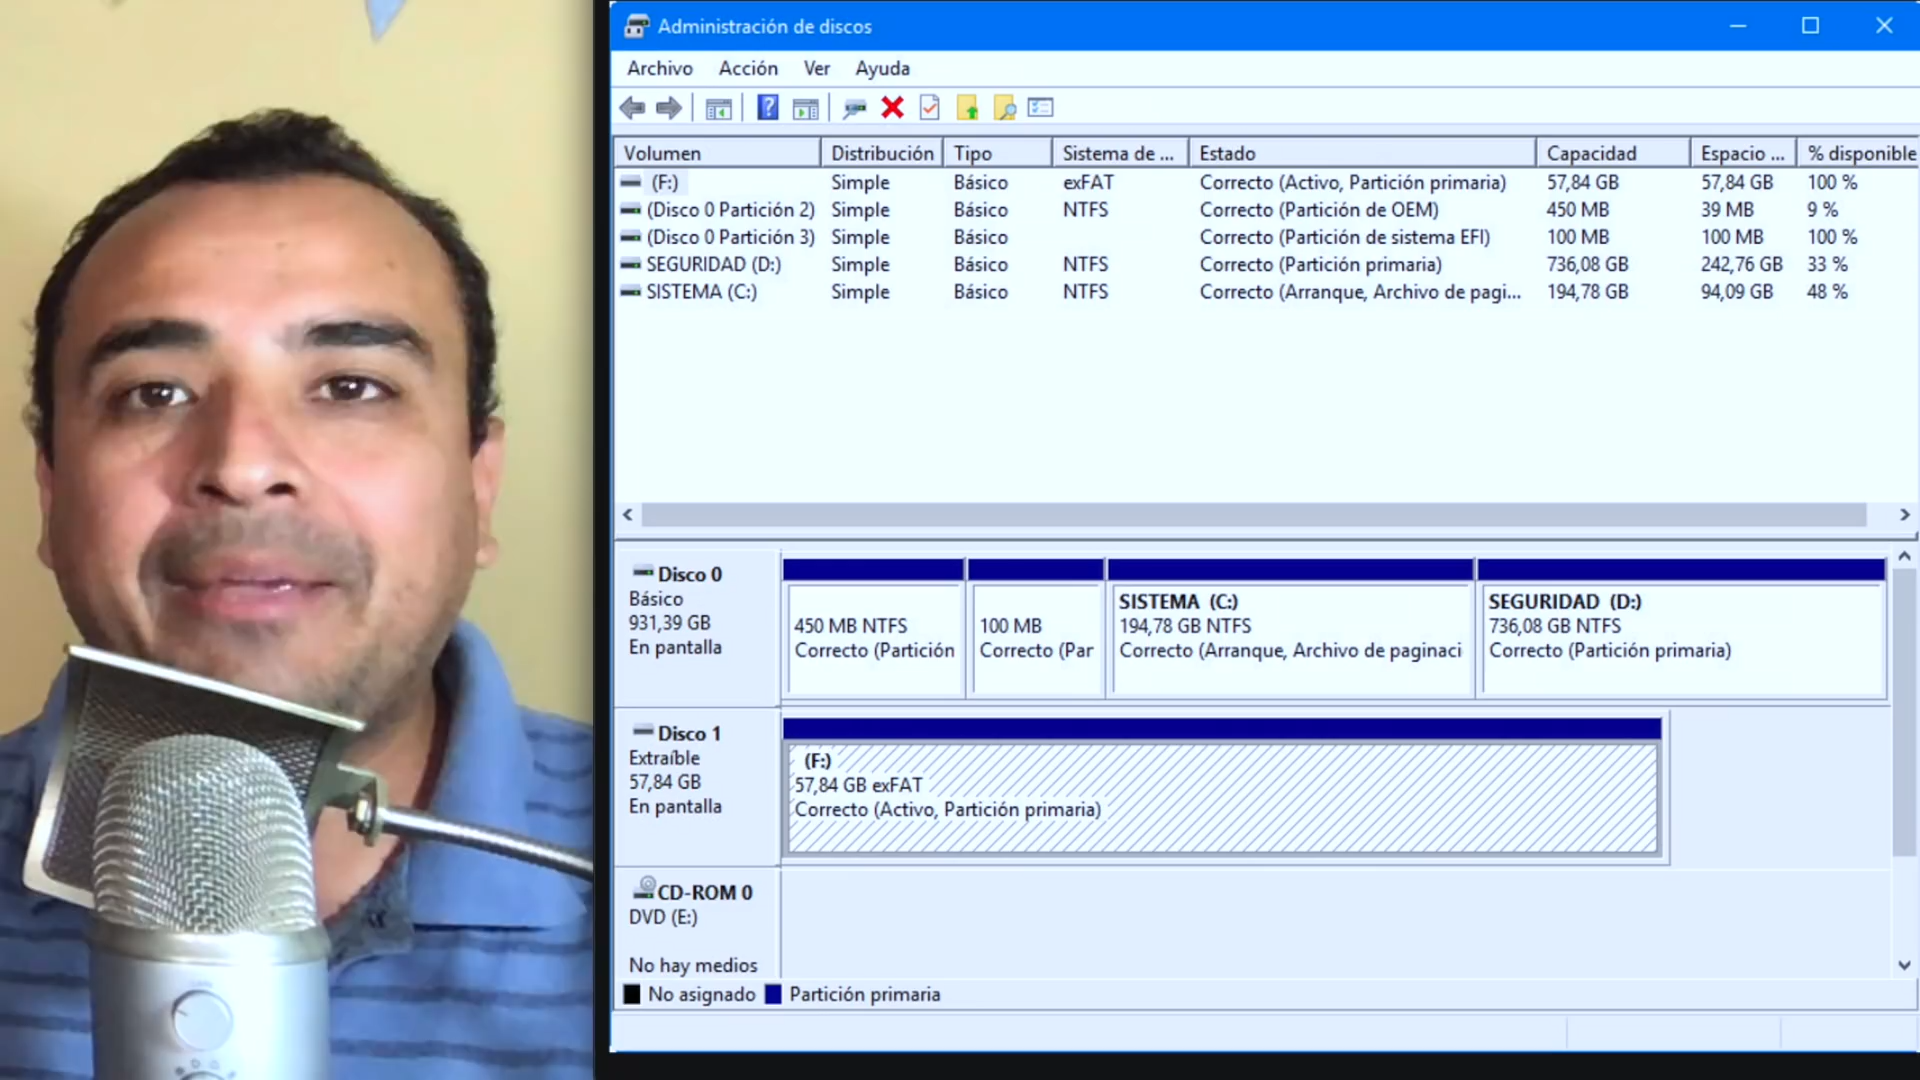 Administración de discos
Archivo Acción Ver Ayuda
Volumen Distribución Tipo Sistema de ... Estado Capacidad Espacio ... % disponible
(F:) Simple Básico exFAT Correcto (Activo, Partición primaria) 57,84 GB 57,84 GB 100 %
(Disco 0 Partición 2) Simple Básico NTFS Correcto (Partición de OEM) 450 MB 39 MB 9 %
(Disco 0 Partición 3) Simple Básico Correcto (Partición de sistema EFI) 100 MB 100 MB 100 %
SEGURIDAD (D:) Simple Básico NTFS Correcto (Partición primaria) 736,08 GB 242,76 GB 33 %
SISTEMA (C:) Simple Básico NTFS Correcto (Arranque, Archivo de pagi... 194,78 GB 94,09 GB 48 %
Disco 0
Básico
931,39 GB
En pantalla
450 MB NTFS
Correcto (Partición
100 MB
Correcto (Par
SISTEMA (C:)
194,78 GB NTFS
Correcto (Arranque, Archivo de paginaci
SEGURIDAD (D:)
736,08 GB NTFS
Correcto (Partición primaria)
Disco 1
Extraíble
57,84 GB
En pantalla
(F:)
57,84 GB exFAT
Correcto (Activo, Partición primaria)
CD-ROM 0
DVD (E:)
No hay medios
No asignado Partición primaria